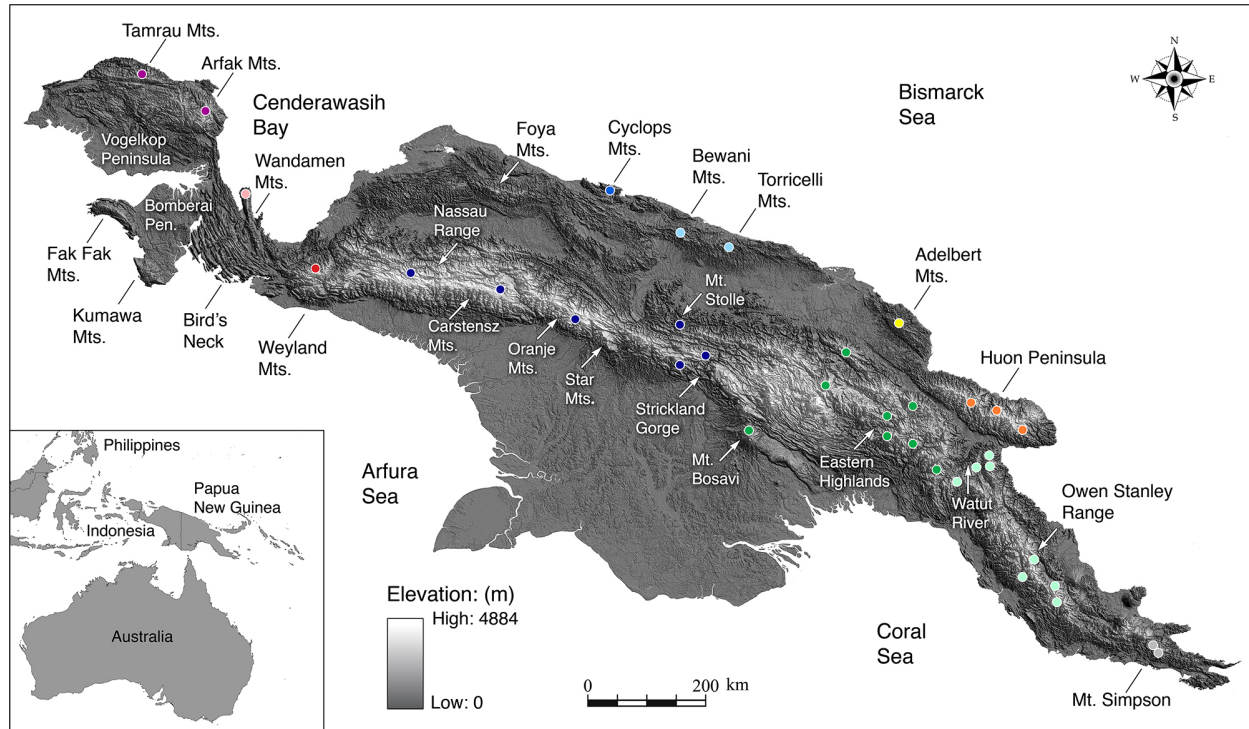 Tamrau Mts.
Arfak Mts.
Cenderawasih
Bay
Vogelkop
Peninsula
Wandamen
Mts.
Bomberai
Pen.
Fak Fak
Mts.
Kumawa
Mts.
Bird's
Neck
Weyland
Mts.
Foya
Mts.
Nassau
Range
Carstensz
Mts.
Oranje
Mts.
Star
Mts.
Cyclops
Mts.
Bewani
Mts.
Torricelli
Mts.
Mt.
Stolle
Strickland
Gorge
Mt.
Bosavi
Bismarck
Sea
N
W
E
S
Adelbert
Mts.
Huon Peninsula
Eastern
Highlands
Watut
River
Owen Stanley
Range
Arfura
Sea
Coral
Sea
Mt. Simpson
Elevation: (m)
High: 4884
Low: 0
0
200 km
Philippines
Papua
New Guinea
Indonesia
Australia